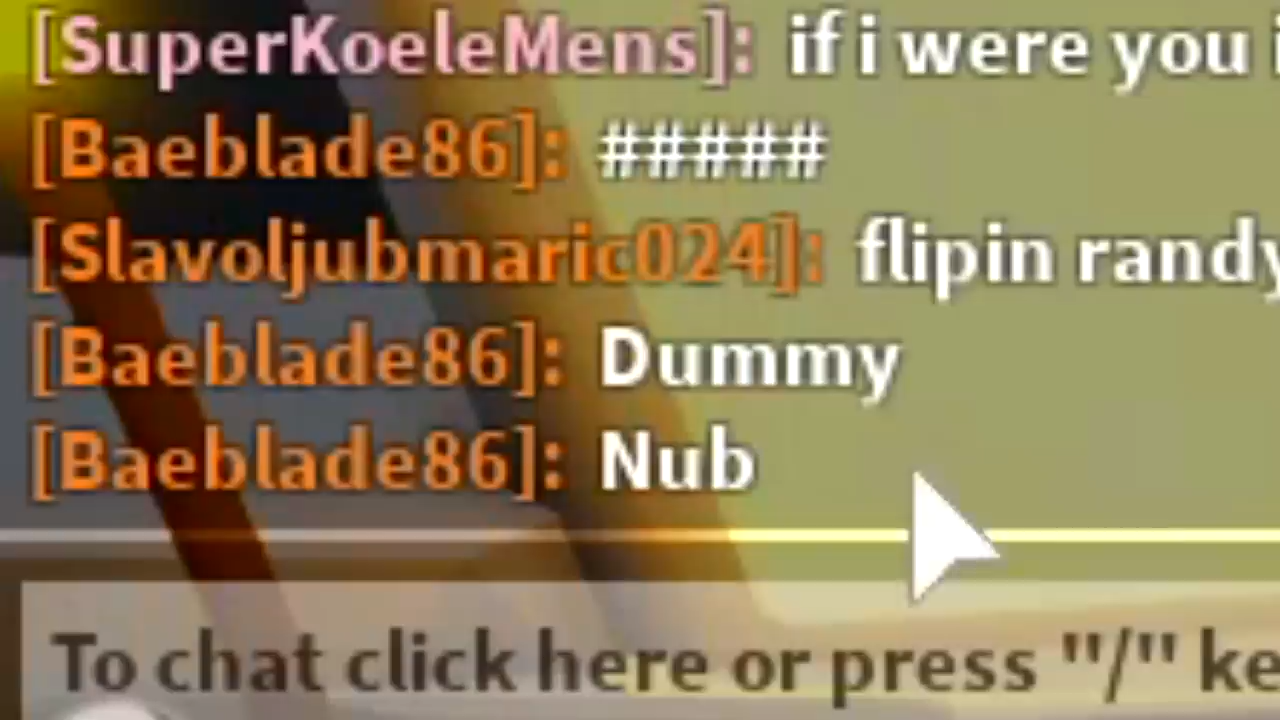 [SuperKoeleMens]: if i were you
[Baeblade86]: #####
[Slavoljubmaric024]: flipin randy
[Baeblade86]: Dummy
[Baeblade86]: Nub
To chat click here or press "/" ke